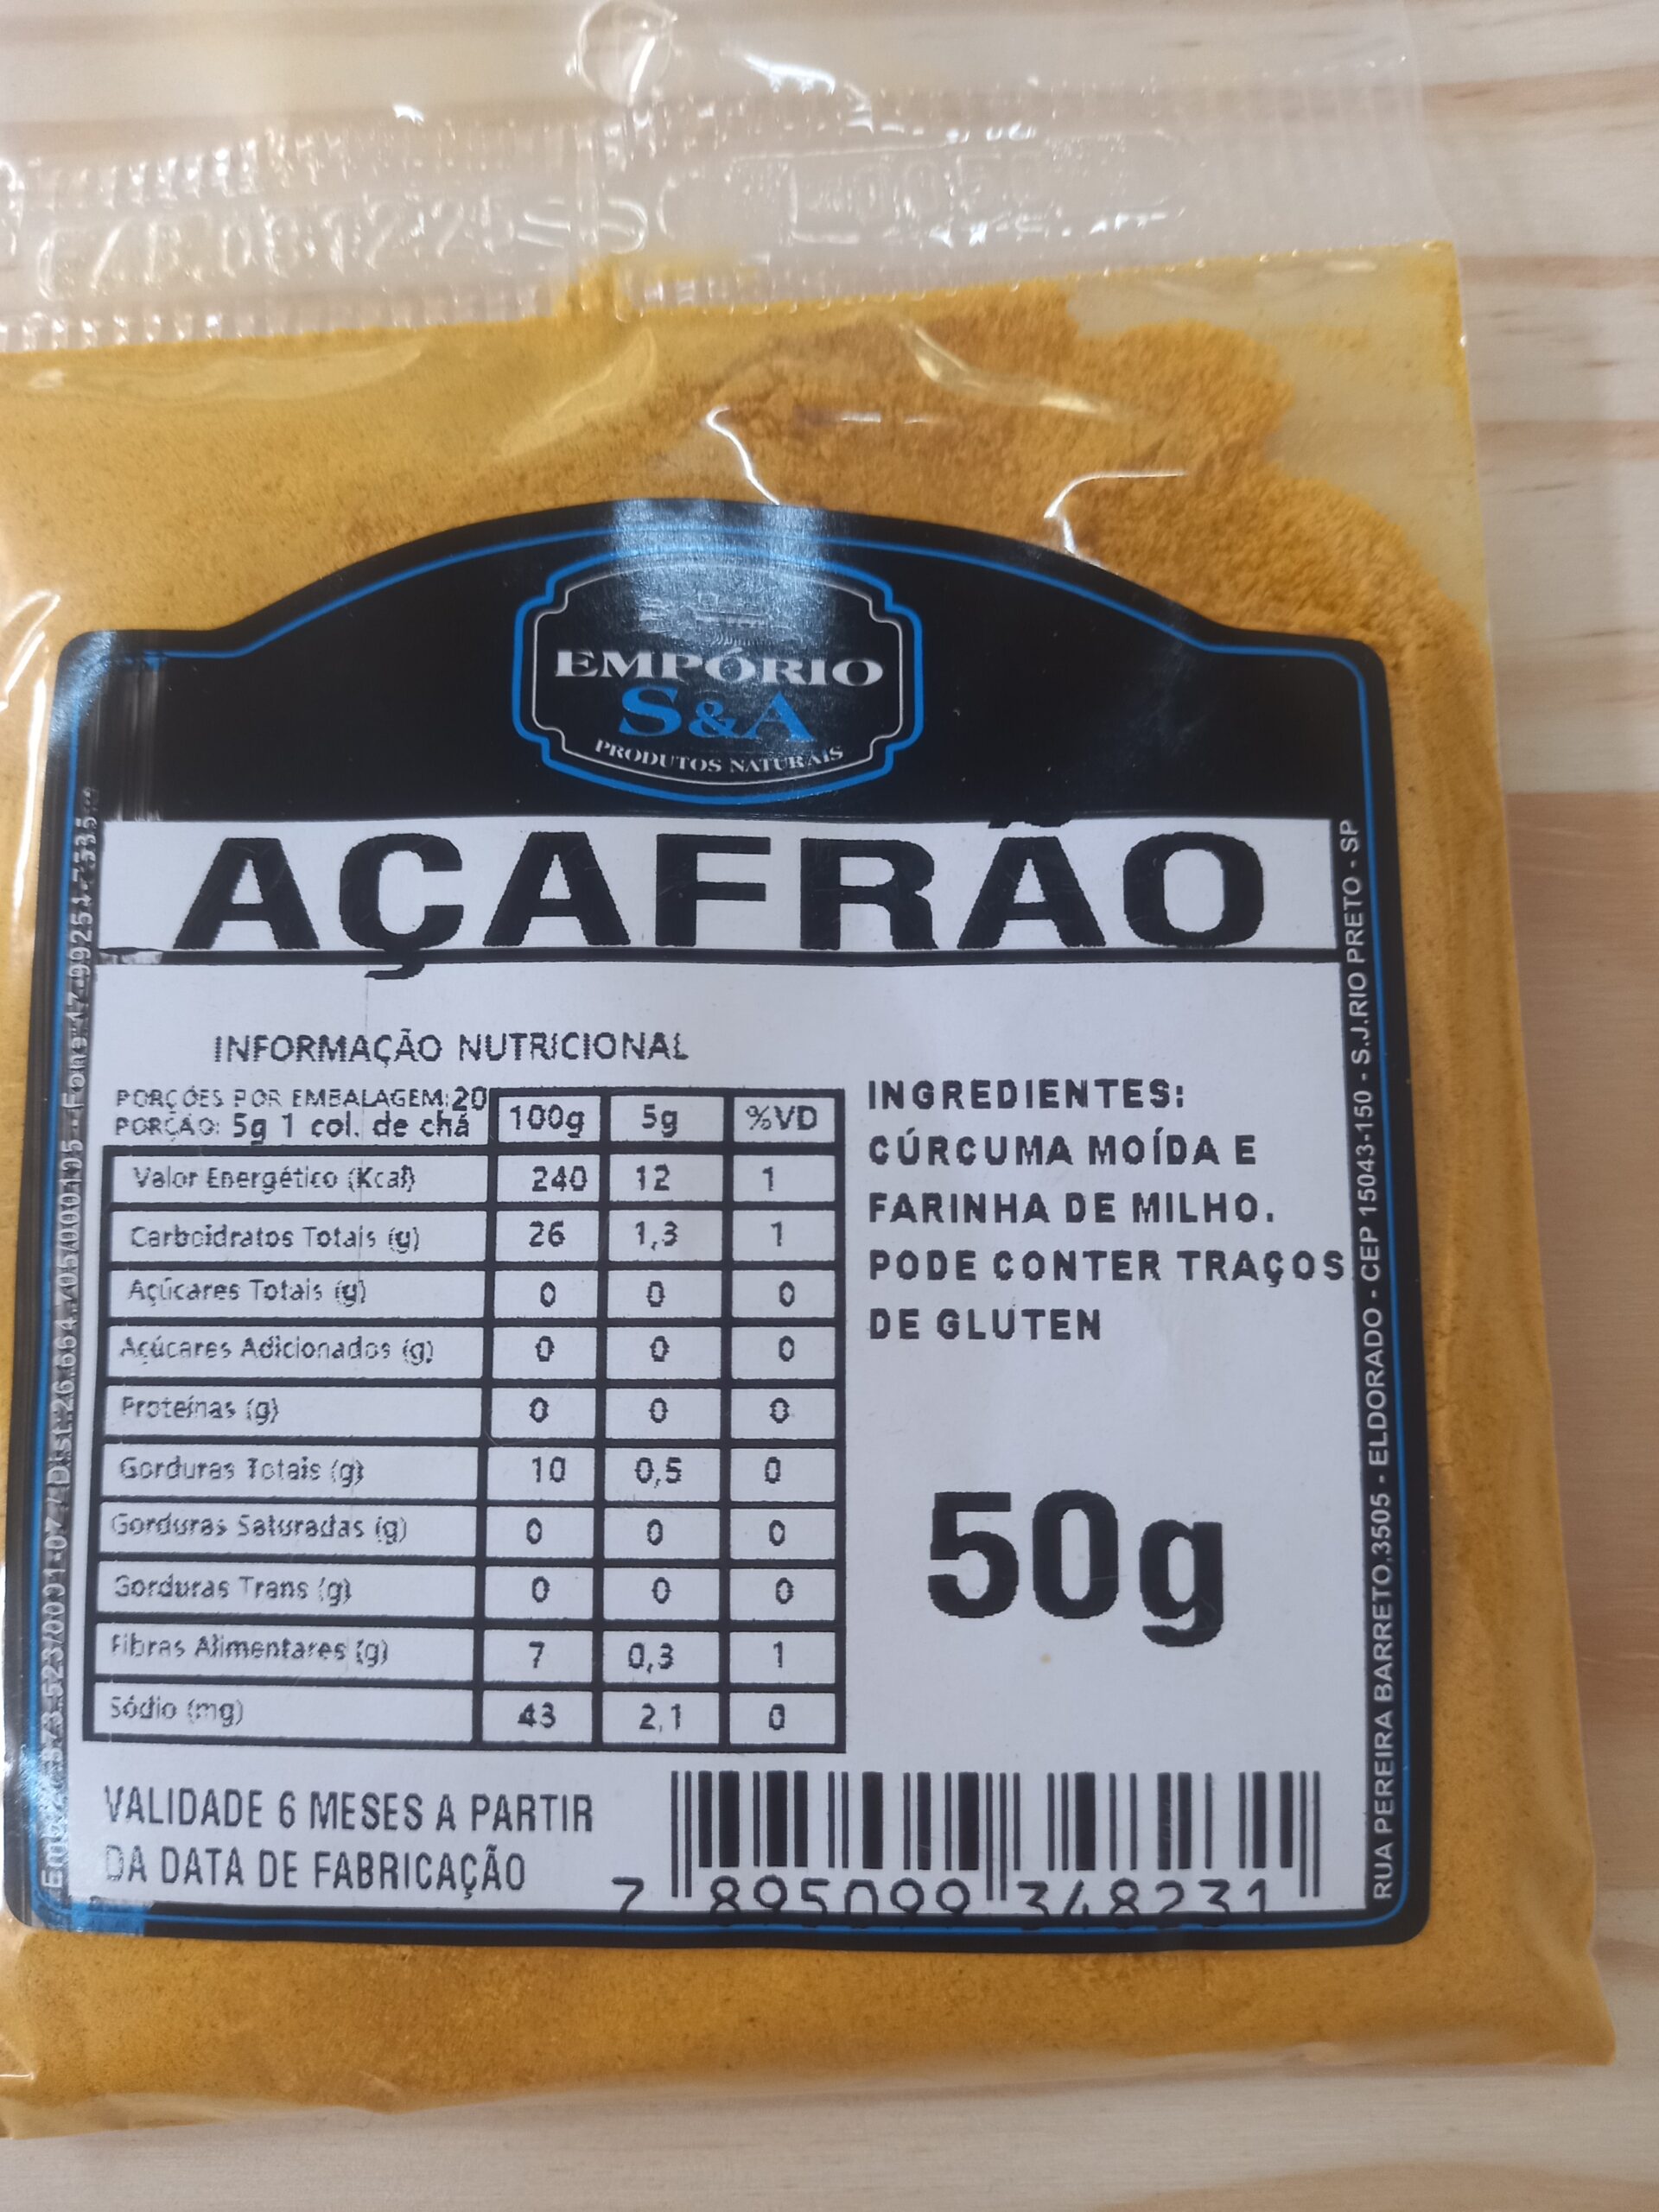 EMPÓRIO
S&A
PRODUTOS NATURAIS
AÇAFRÃO
INFORMAÇÃO NUTRICIONAL
PORÇÕES POR EMBALAGEM:20
PORÇÃO: 5g 1 col. de chá
100g 5g %VD
Valor Energético (Kcal) 240 12 1
Carboidratos Totais (g) 26 1,3 1
Açúcares Totais (g) 0 0 0
Açúcares Adicionados (g) 0 0 0
Proteínas (g) 0 0 0
Gorduras Totais (g) 10 0,5 0
Gorduras Saturadas (g) 0 0 0
Gorduras Trans (g) 0 0 0
Fibras Alimentares (g) 7 0,3 1
Sódio (mg) 43 2,1 0
INGREDIENTES:
CÚRCUMA MOÍDA E
FARINHA DE MILHO.
PODE CONTER TRAÇOS
DE GLUTEN
50g
VALIDADE 6 MESES A PARTIR
DA DATA DE FABRICAÇÃO
7 895099 348231
RUA PEREIRA BARRETO,3505 - ELDORADO - CEP 15043-150 - S.J.RIO PRETO - SP